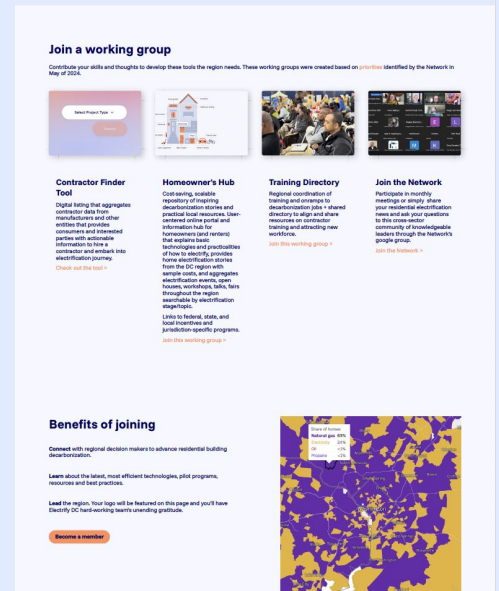 Join a working group
Contribute your skills and thoughts to develop these tools the region needs. These working groups were created based on priorities identified by the Network in
May of 2024.
Select Project Type
Contractor Finder
Tool
Digital listing that aggregates
contractor data from
manufacturers and other
entities that provides
consumers and interested
parties with actionable
information to hire a
contractor and embark into
electrification journey.
Check out the tool >
Homeowner's Hub
Cost-saving, scalable
repository of inspiring
decarbonization stories and
practical local resources. User-
centered online portal and
information hub for
homeowners (and renters)
that explains basic
technologies and practicalities
of how to electrify, provides
home electrification stories
from the DC region with
sample costs, and aggregates
electrification events, open
houses, workshops, talks, fairs
throughout the region
searchable by electrification
stage/topic.
Links to federal, state, and
local incentives and
jurisdiction-specific programs.
Join this working group >
Training Directory
Regional coordination of
training and onramps to
decarbonization jobs + shared
directory to align and share
resources on contractor
training and attracting new
workforce.
Join this working group >
Join the Network
Participate in monthly
meetings or simply share
your residential electrification
news and ask your questions
to this cross-sector
community of knowledgeable
leaders through the Network's
google group.
Join the Network >
Benefits of joining
Connect with regional decision makers to advance residential building
decarbonization.
Learn about the latest, most efficient technologies, pilot programs,
resources and best practices.
Lead the region. Your logo will be featured on this page and you'll have
Electrify DC hard-working team's unending gratitude.
Become a member
Share of homes
Natural gas
Electricity
Oil <3%
Propane <3%